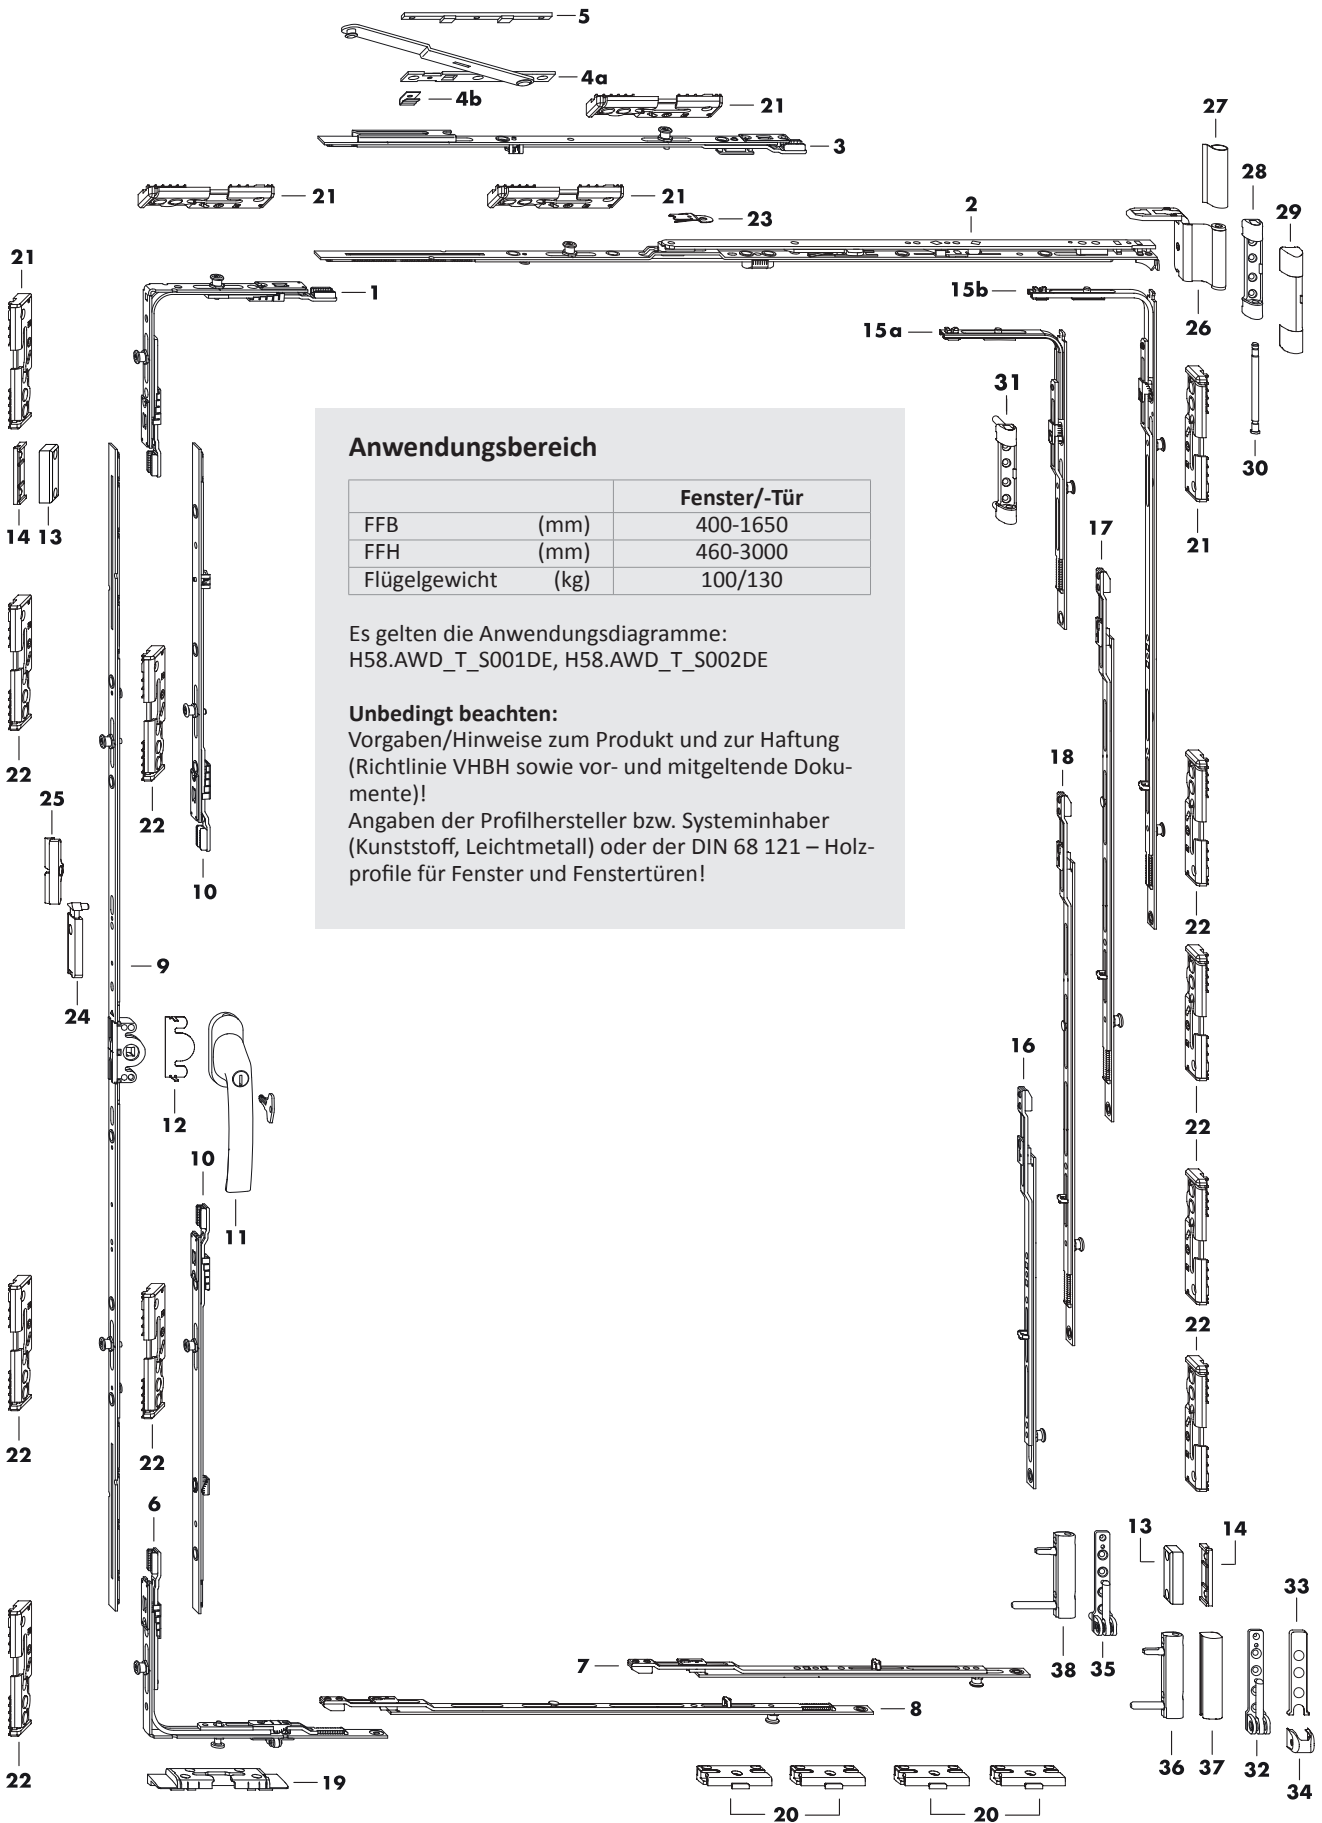 5
4a
4b
21
3
27
21
21
28
23
2
29
21
1
15b
26
15a
31
Anwendungsbereich
30
Fenster/-Tür
FFB (mm) 400-1650
14 13
17
21
FFH (mm) 460-3000
Flügelgewicht (kg) 100/130
Es gelten die Anwendungsdiagramme:
H58.AWD_T_S001DE, H58.AWD_T_S002DE
Unbedingt beachten:
Vorgaben/Hinweise zum Produkt und zur Haftung
(Richtlinie VHBH sowie vor- und mitgeltende Doku-
mente)!
Angaben der Profilhersteller bzw. Systeminhaber
(Kunststoff, Leichtmetall) oder der DIN 68 121 – Holz-
profile für Fenster und Fenstertüren!
18
22
25
22
10
22
9
24
16
12
22
10
11
22
22
22
6
13
14
33
7
38
35
8
22
19
36
37
32
34
20
20